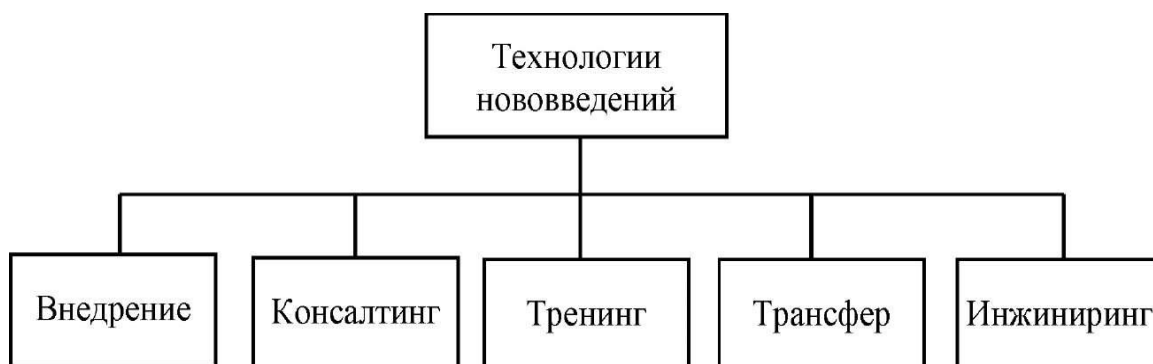 Технологии
нововведений
Внедрение
Консалтинг
Тренинг
Трансфер
Инжиниринг